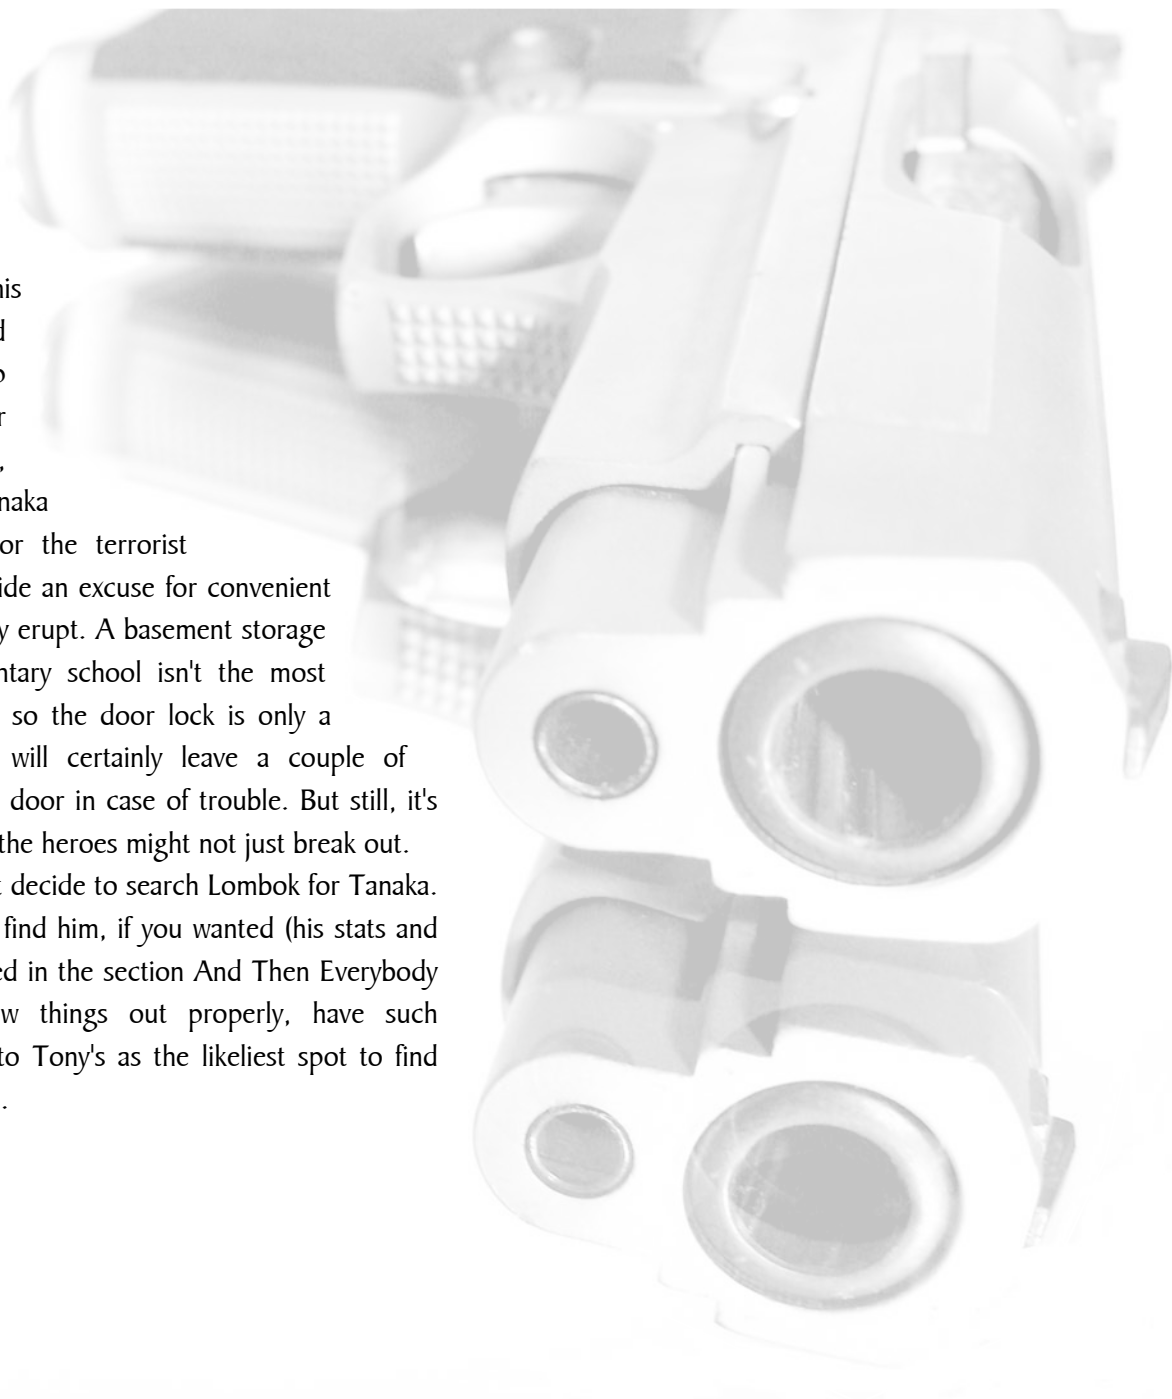 his
d
o
r
,
naka
or the terrorist
ide an excuse for convenient
y erupt. A basement storage
ntary school isn't the most
so the door lock is only a
will certainly leave a couple of
door in case of trouble. But still, it's
the heroes might not just break out.
t decide to search Lombok for Tanaka.
find him, if you wanted (his stats and
ed in the section And Then Everybody
w things out properly, have such
to Tony's as the likeliest spot to find
.